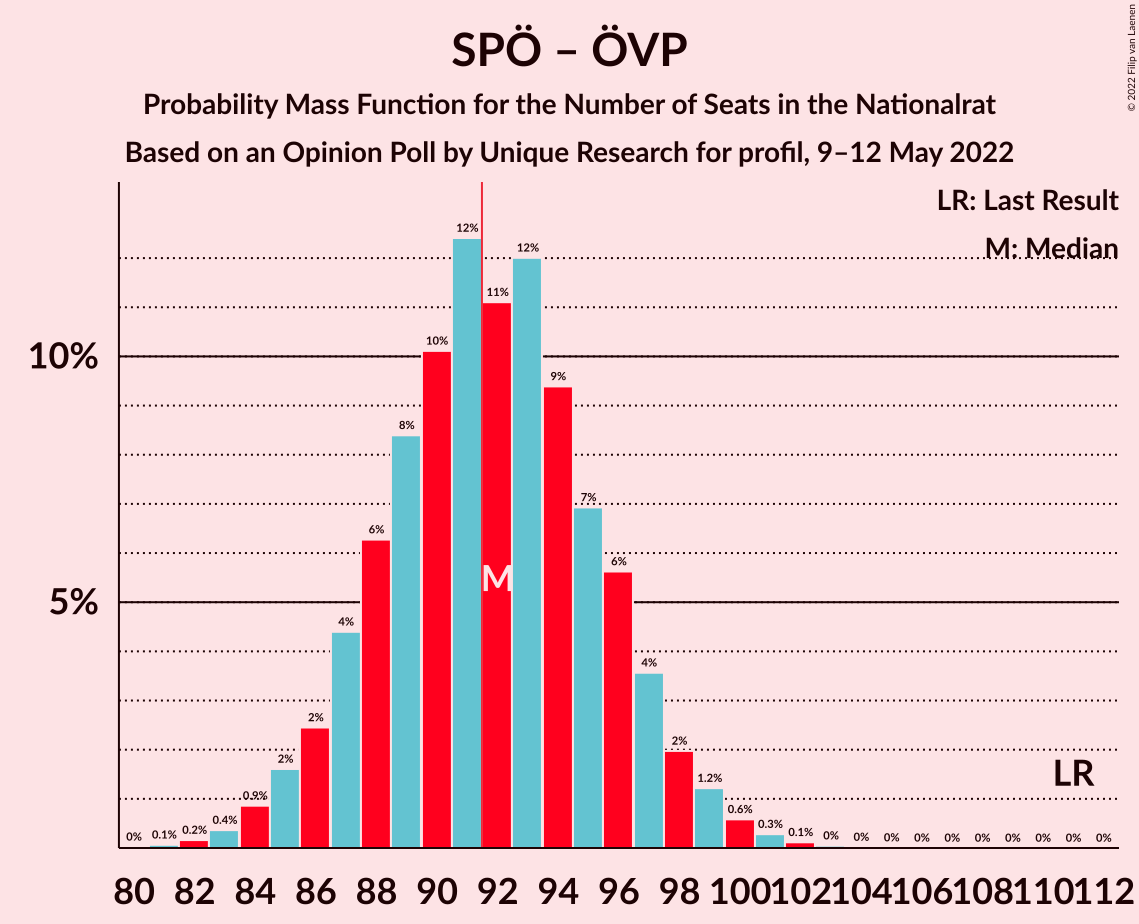 SPÖ – ÖVP
Probability Mass Function for the Number of Seats in the Nationalrat
Based on an Opinion Poll by Unique Research for profil, 9–12 May 2022
© 2022 Filip van Laenen
LR: Last Result
M: Median
12%
12%
11%
10%
10%
9%
8%
7%
6%
6%
M
5%
4%
4%
2%
2%
2%
LR
1.2%
0.9%
0.6%
0.4%
0.3%
0% 0.1% 0.2% 0.1% 0% 0% 0% 0% 0% 0% 0% 0% 0% 0%
80 82 84 86 88 90 92 94 96 98 100 102 104 106 108 110 112